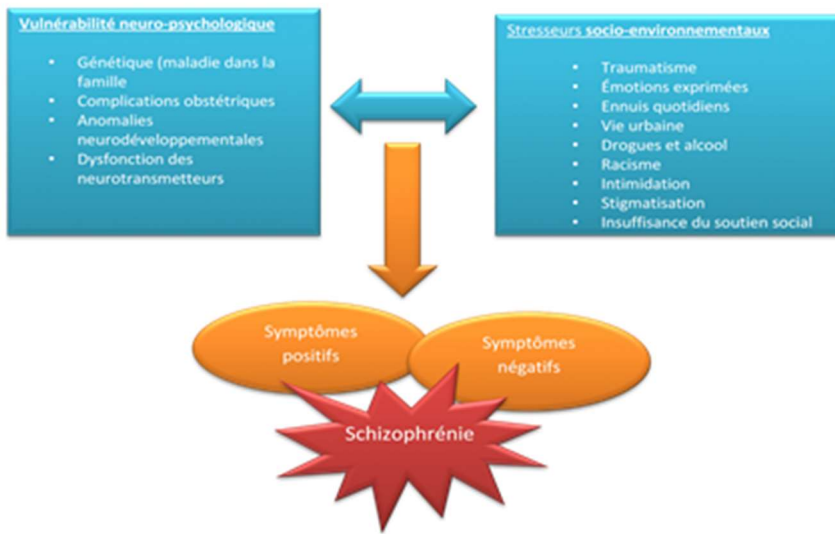 Vulnérabilité neuro-psychologique
• Génétique (maladie dans la
famille
• Complications obstétriques
• Anomalies
neurodéveloppementales
• Dysfonction des
neurotransmetteurs
Stresseurs socio-environnementaux
• Traumatisme
• Émotions exprimées
• Ennuis quotidiens
• Vie urbaine
• Drogues et alcool
• Racisme
• Intimidation
• Stigmatisation
• Insuffisance du soutien social
Symptômes
positifs
Symptômes
négatifs
Schizophrénie